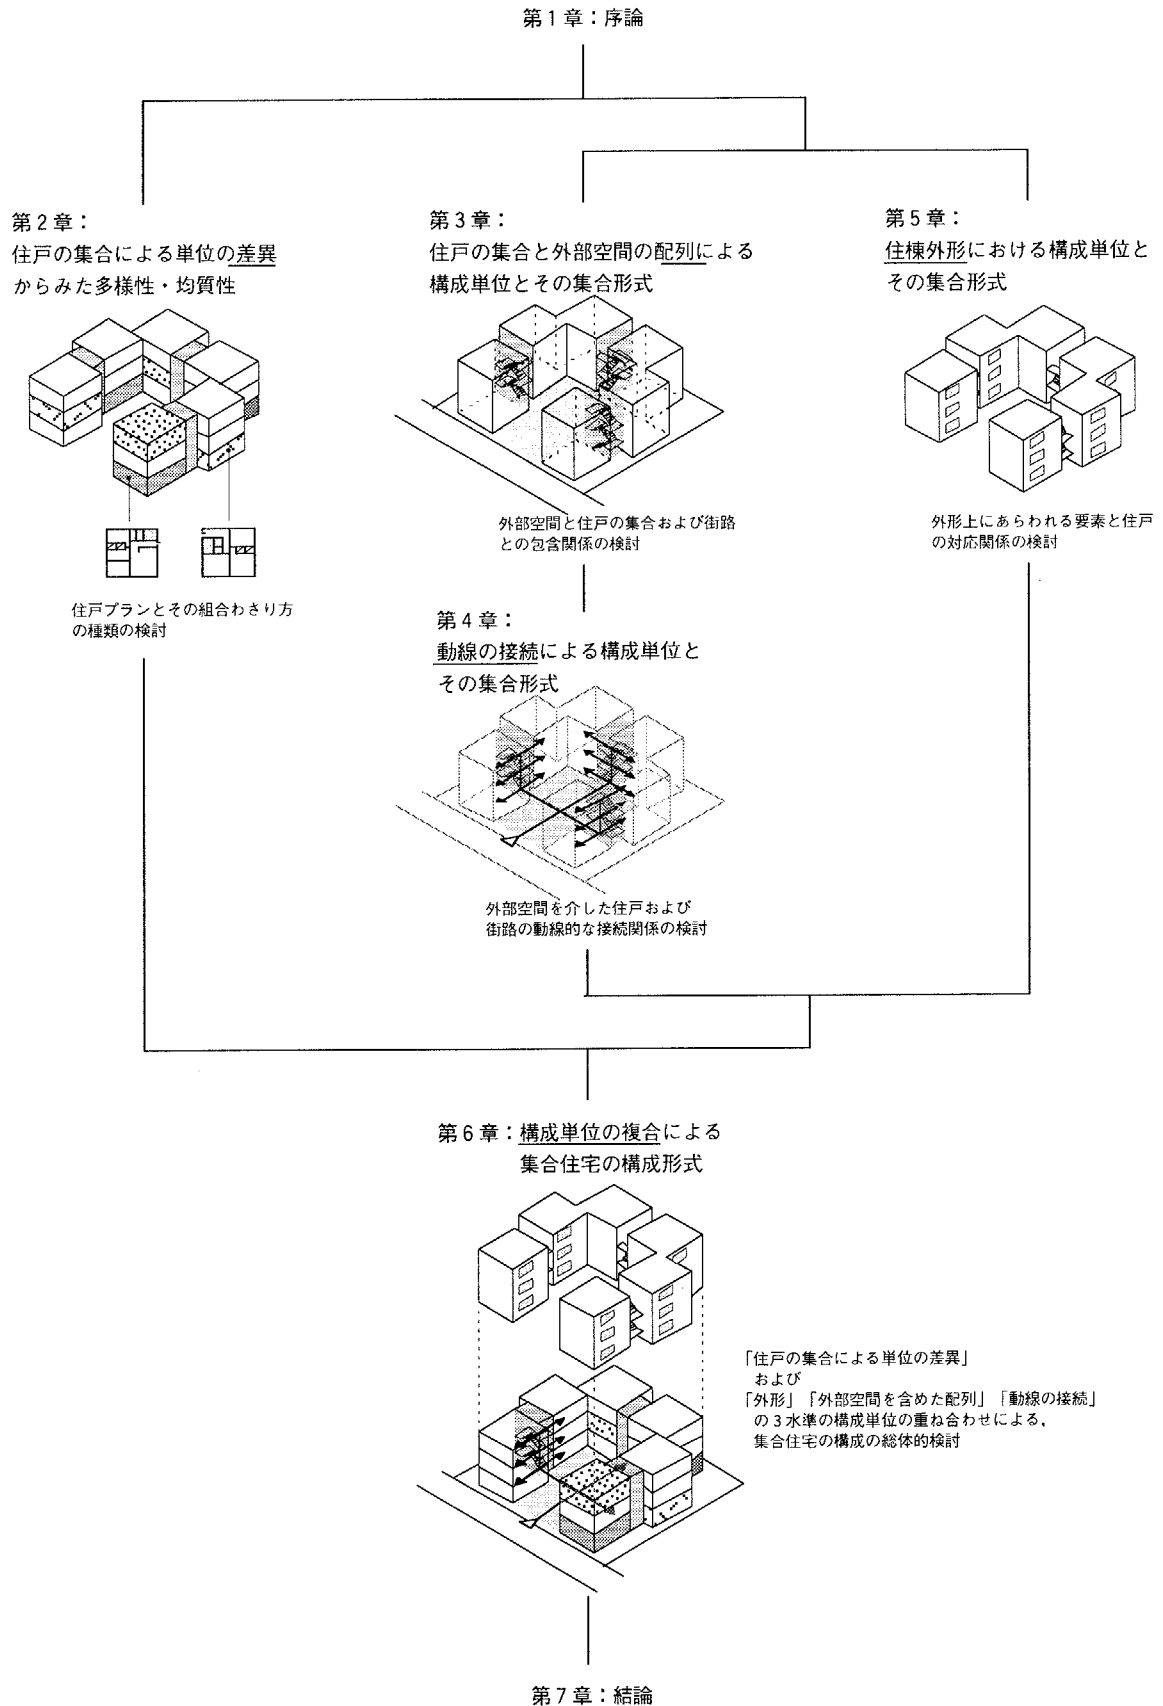 第1章：序論
第2章：
住戸の集合による単位の差異
からみた多様性・均質性
住戸プランとその組合わさり方
の種類の検討
第3章：
住戸の集合と外部空間の配列による
構成単位とその集合形式
外部空間と住戸の集合および街路
との包含関係の検討
第4章：
動線の接続による構成単位と
その集合形式
外部空間を介した住戸および
街路の動線的な接続関係の検討
第5章：
住棟外形における構成単位と
その集合形式
外形上にあらわれる要素と住戸
の対応関係の検討
第6章：構成単位の複合による
集合住宅の構成形式
「住戸の集合による単位の差異」
および
「外形」「外部空間を含めた配列」「動線の接続」
の3水準の構成単位の重ね合わせによる，
集合住宅の構成の総体的検討
第7章：結論